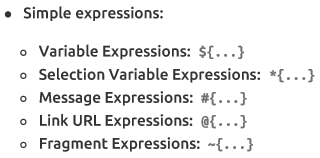 • Simple expressions:
◦ Variable Expressions: ${...}
◦ Selection Variable Expressions: *{...}
◦ Message Expressions: #{...}
◦ Link URL Expressions: @{...}
◦ Fragment Expressions: ~{...}